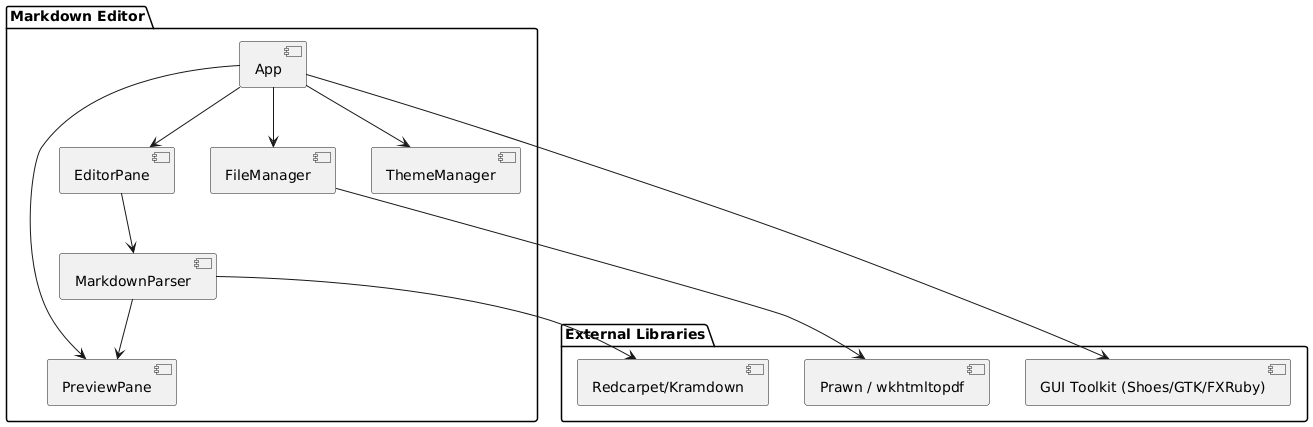 Markdown Editor
App
EditorPane
FileManager
ThemeManager
MarkdownParser
PreviewPane
External Libraries
Redcarpet/Kramdown
Prawn / wkhtmltopdf
GUI Toolkit (Shoes/GTK/FXRuby)